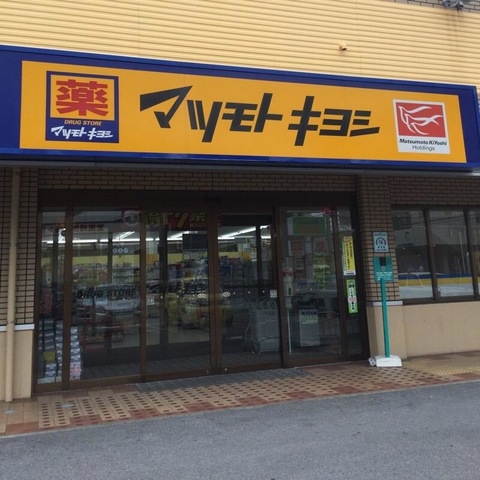 薬
DRUG STORE
マツモトキヨシ
マツモトキヨシ
Matsumoto KiYoshi
Holdings